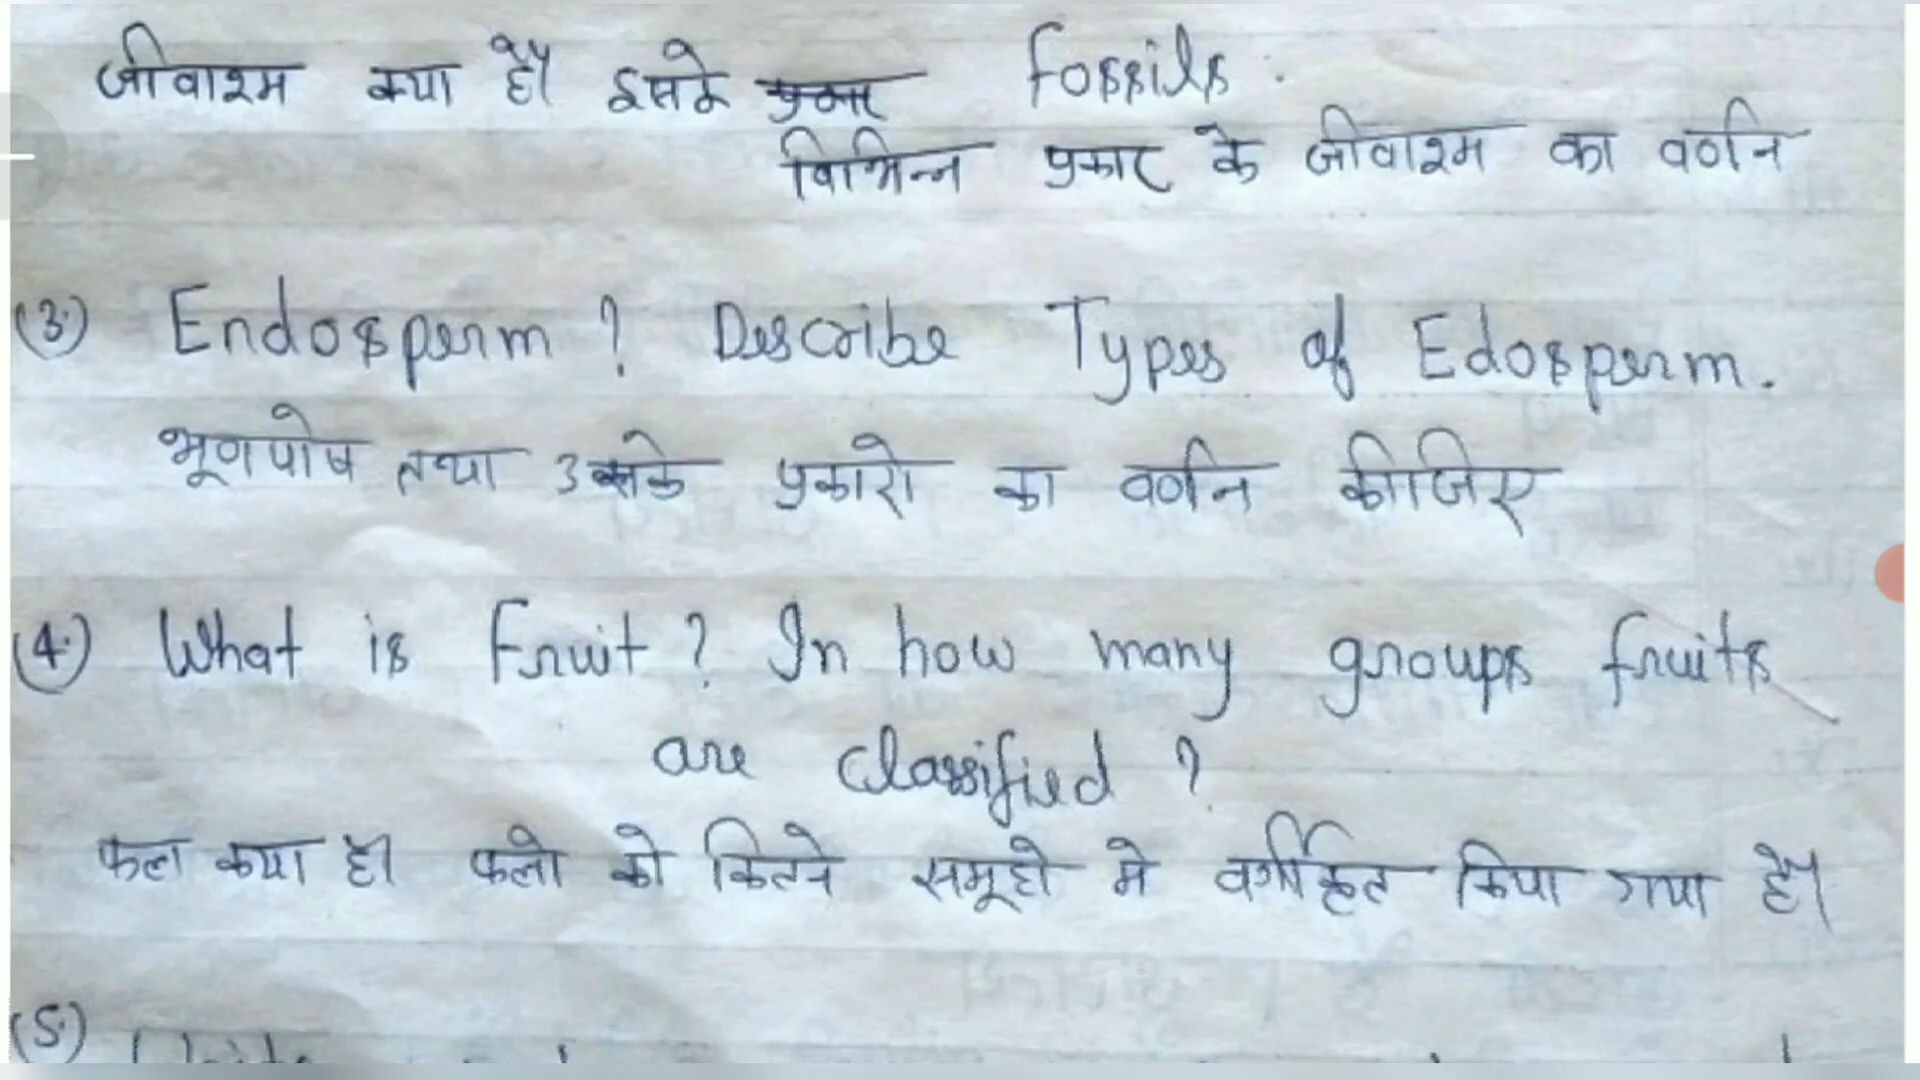 Fossils.
जीवाश्म क्या है। इसके
विभिन्न प्रकार के जीवाश्म का वर्णन
(3.) Endosperm ? Describe Types of Edosperm.
भूणपोष तथा उसके प्रकारो का वर्णन कीजिए
(4.) What is Fruit ? In how many groups fruits
are classified ?
फल क्या है। फलो को कितने समूहो मे वर्गीकृत किया गया है।
(5.)